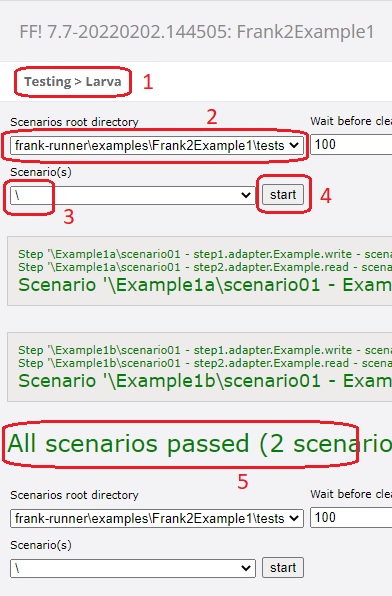 FF! 7.7-20220202.144505: Frank2Example1
Testing > Larva 1
2
Scenarios root directory Wait before clea
frank-runner\examples\Frank2Example1\tests 100
Scenario(s)
\ start 4
3
Step '\Example1a\scenario01 - step1.adapter.Example.write - scena
Step '\Example1a\scenario01 - step2.adapter.Example.read - scena
Scenario '\Example1a\scenario01 - Exam
Step '\Example1b\scenario01 - step1.adapter.Example.write - scena
Step '\Example1b\scenario01 - step2.adapter.Example.read - scena
Scenario '\Example1b\scenario01 - Exam
All scenarios passed (2 scenario
5
Scenarios root directory Wait before clea
frank-runner\examples\Frank2Example1\tests 100
Scenario(s)
\ start